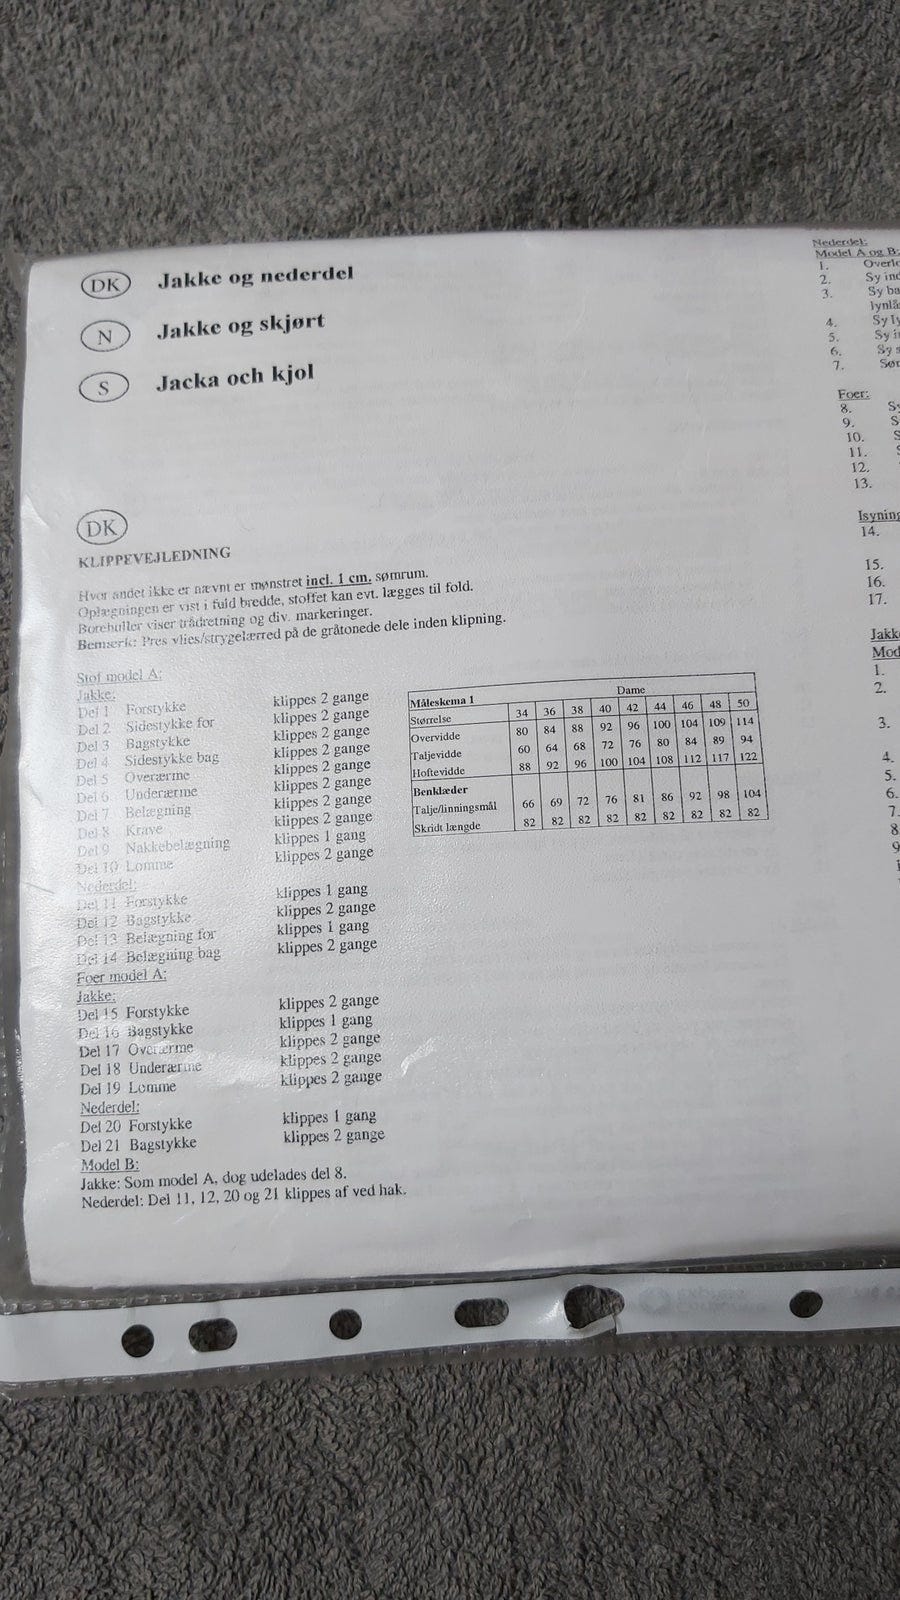 DK Jakke og nederdel
N Jakke og skjørt
S Jacka och kjol
DK
KLIPPEVEJLEDNING
Hvor andet ikke er nævnt er mønstret incl. 1 cm. sømrum.
Oplægningen er vist i fuld bredde, stoffet kan evt. lægges til fold.
Borehuller viser trådretning og div. markeringer.
Bemærk: Pres vlies/strygelærred på de gråtonede dele inden klipning.
Stof model A:
Jakke:
Del 1 Forstykke klippes 2 gange
Del 2 Sidestykke for klippes 2 gange
Del 3 Bagstykke klippes 2 gange
Del 4 Sidestykke bag klippes 2 gange
Del 5 Overærme klippes 2 gange
Del 6 Underærme klippes 2 gange
Del 7 Belægning klippes 2 gange
Del 8 Krave klippes 2 gange
Del 9 Nakkebelægning klippes 1 gang
Del 10 Lomme klippes 2 gange
Nederdel:
Del 11 Forstykke klippes 1 gang
Del 12 Bagstykke klippes 2 gange
Del 13 Belægning for klippes 1 gang
Del 14 Belægning bag klippes 2 gange
Foer model A:
Jakke:
Del 15 Forstykke klippes 2 gange
Del 16 Bagstykke klippes 1 gang
Del 17 Overærme klippes 2 gange
Del 18 Underærme klippes 2 gange
Del 19 Lomme klippes 2 gange
Nederdel:
Del 20 Forstykke klippes 1 gang
Del 21 Bagstykke klippes 2 gange
Model B:
Jakke: Som model A, dog udelades del 8.
Nederdel: Del 11, 12, 20 og 21 klippes af ved hak.
Måleskema 1 Dame
Størrelse 34 36 38 40 42 44 46 48 50
Overvidde 80 84 88 92 96 100 104 109 114
Taljevidde 60 64 68 72 76 80 84 89 94
Hoftevidde 88 92 96 100 104 108 112 117 122
Benklæder
Talje/linningsmål 66 69 72 76 81 86 92 98 104
Skridt længde 82 82 82 82 82 82 82 82 82
Nederdel:
Model A og B:
1.
2. Sy
3. Sy
4. Sy
5. Sy
6. Sy
7.
Foer:
8.
9.
10.
11.
12.
13.
14.
15.
16.
17.
1.
2.
3.
4.
5.
6.
7.
8
9